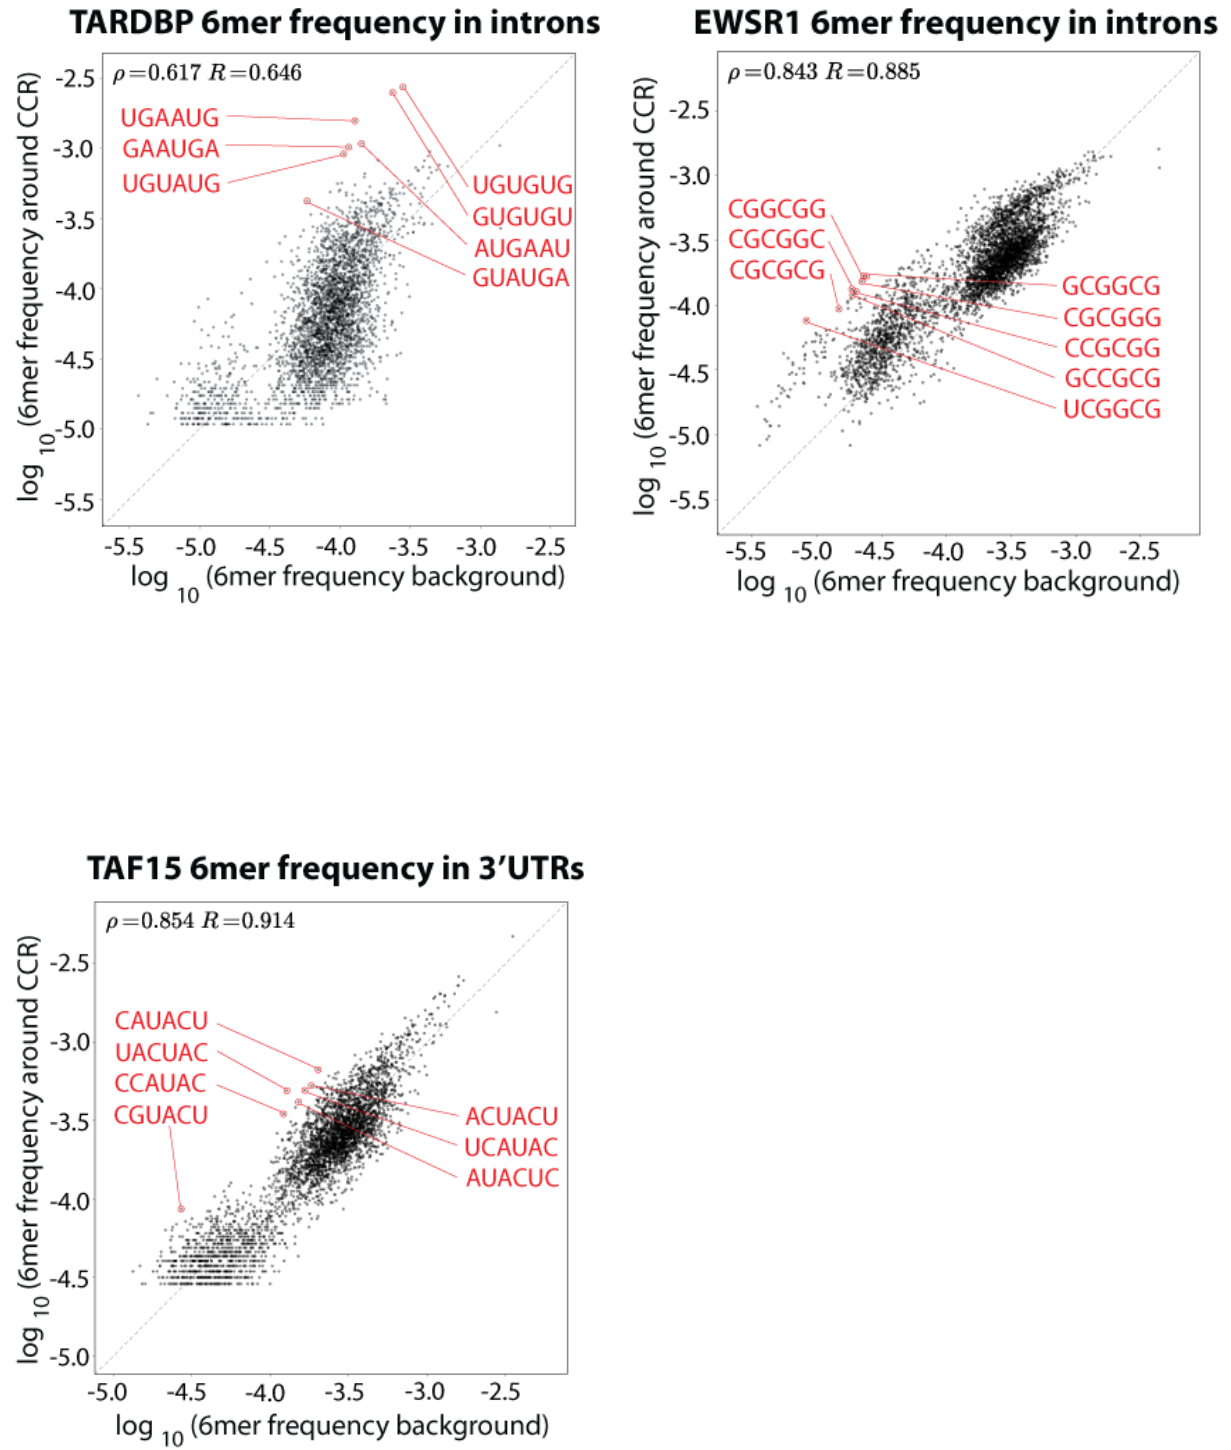 TARDBP 6mer frequency in introns
ρ=0.617 R=0.646
log 10 (6mer frequency around CCR)
-2.5
-3.0
-3.5
-4.0
-4.5
-5.0
-5.5
UGAAUG
GAAUGA
UGUAUG
UGUGUG
GUGUGU
AUGAAU
GUAUGA
-5.5 -5.0 -4.5 -4.0 -3.5 -3.0 -2.5
log 10 (6mer frequency background)
EWSR1 6mer frequency in introns
ρ=0.843 R=0.885
log 10 (6mer frequency around CCR)
-2.5
-3.0
-3.5
-4.0
-4.5
-5.0
-5.5
CGGCGG
CGCGGC
CGCGCG
GCGGCG
CGCGGG
CCGCGG
GCCGCG
UCGGCG
-5.5 -5.0 -4.5 -4.0 -3.5 -3.0 -2.5
log 10 (6mer frequency background)
TAF15 6mer frequency in 3’UTRs
ρ=0.854 R=0.914
log 10 (6mer frequency around CCR)
-2.5
-3.0
-3.5
-4.0
-4.5
-5.0
CAUACU
UACUAC
CCAUAC
CGUACU
ACUACU
UCAUAC
AUACUC
-5.0 -4.5 -4.0 -3.5 -3.0 -2.5
log 10 (6mer frequency background)